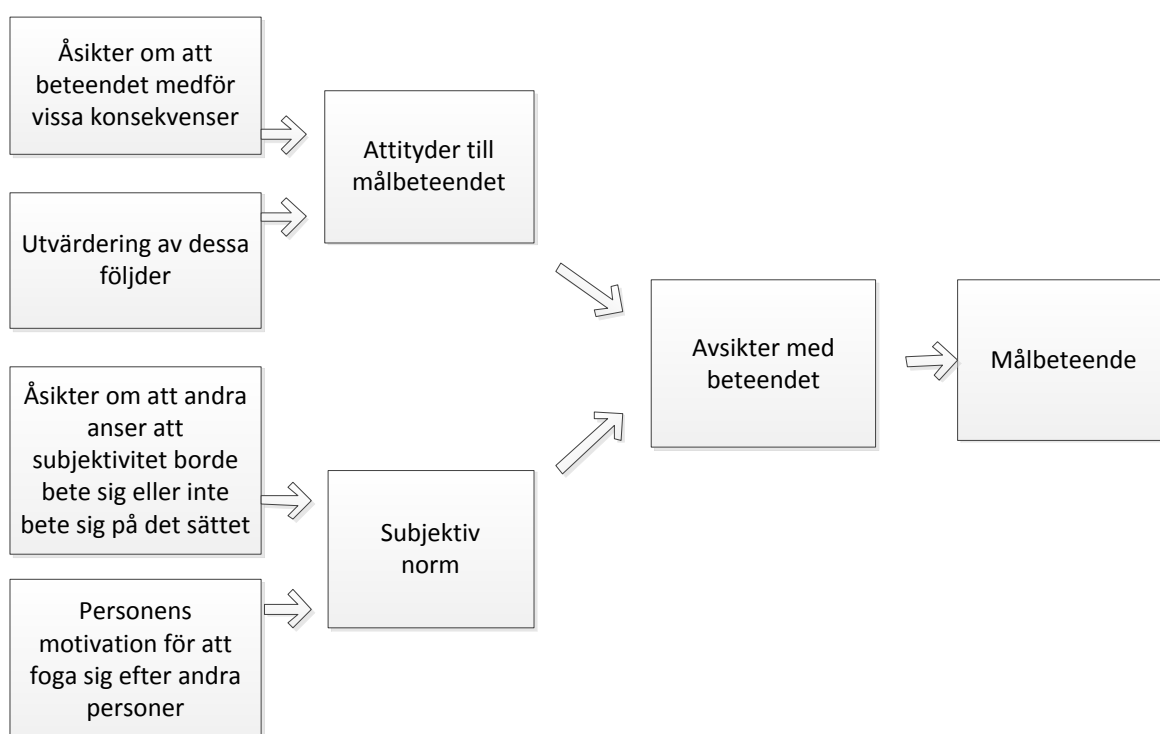 Åsikter om att
beteendet medför
vissa konsekvenser
Utvärdering av dessa
följder
Attityder till
målbeteendet
Åsikter om att andra
anser att
subjektivitet borde
bete sig eller inte
bete sig på det sättet
Personens
motivation för att
foga sig efter andra
personer
Subjektiv
norm
Avsikter med
beteendet
Målbeteende